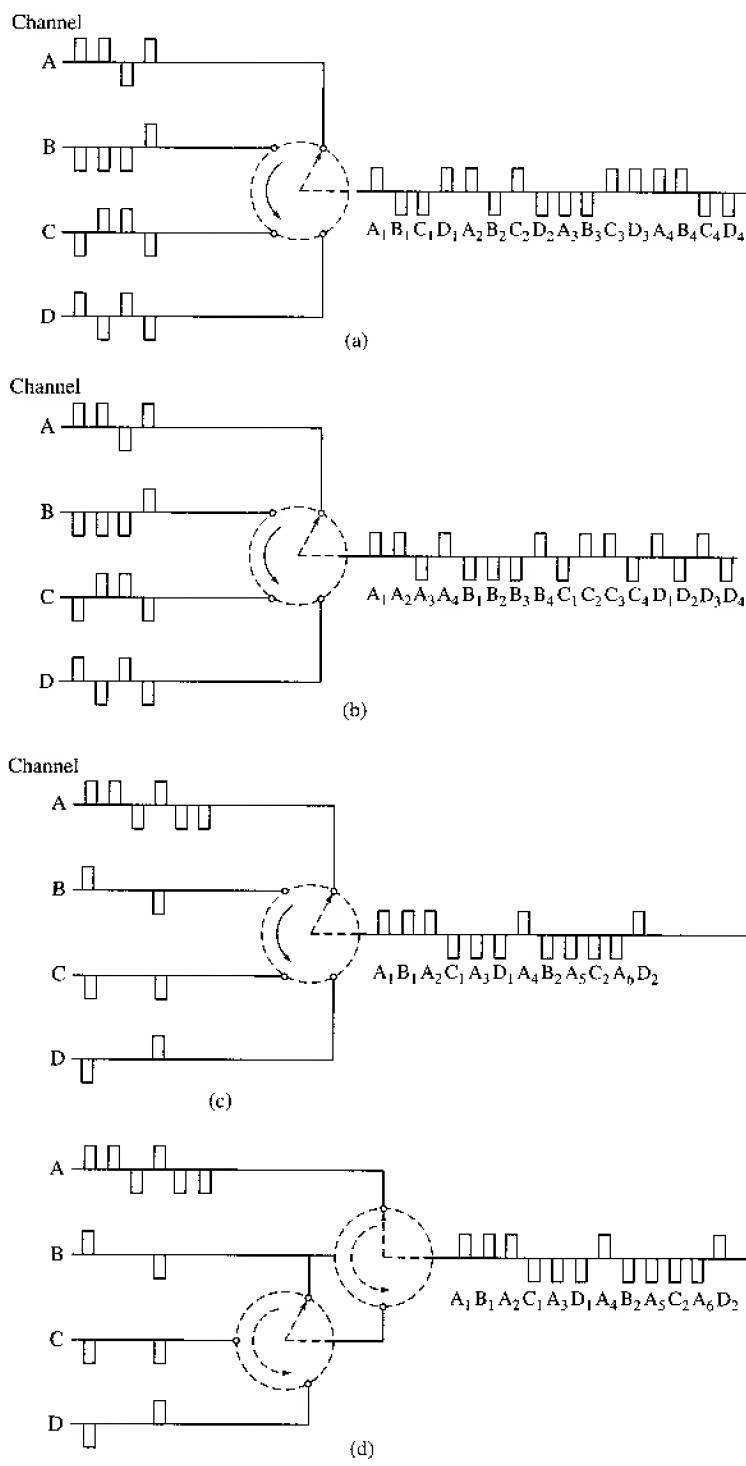 Channel
A
B
A₁ B₁ C₁ D₁ A₂ B₂ C₂ D₂ A₃ B₃ C₃ D₃ A₄ B₄ C₄ D₄
C
D
(a)
Channel
A
B
A₁ A₂ A₃ A₄ B₁ B₂ B₃ B₄ C₁ C₂ C₃ C₄ D₁ D₂ D₃ D₄
C
D
(b)
Channel
A
B
A₁ B₁ A₂ C₁ A₃ D₁ A₄ B₂ A₅ C₂ A₆ D₂
C
D
(c)
A
B
A₁ B₁ A₂ C₁ A₃ D₁ A₄ B₂ A₅ C₂ A₆ D₂
C
D
(d)